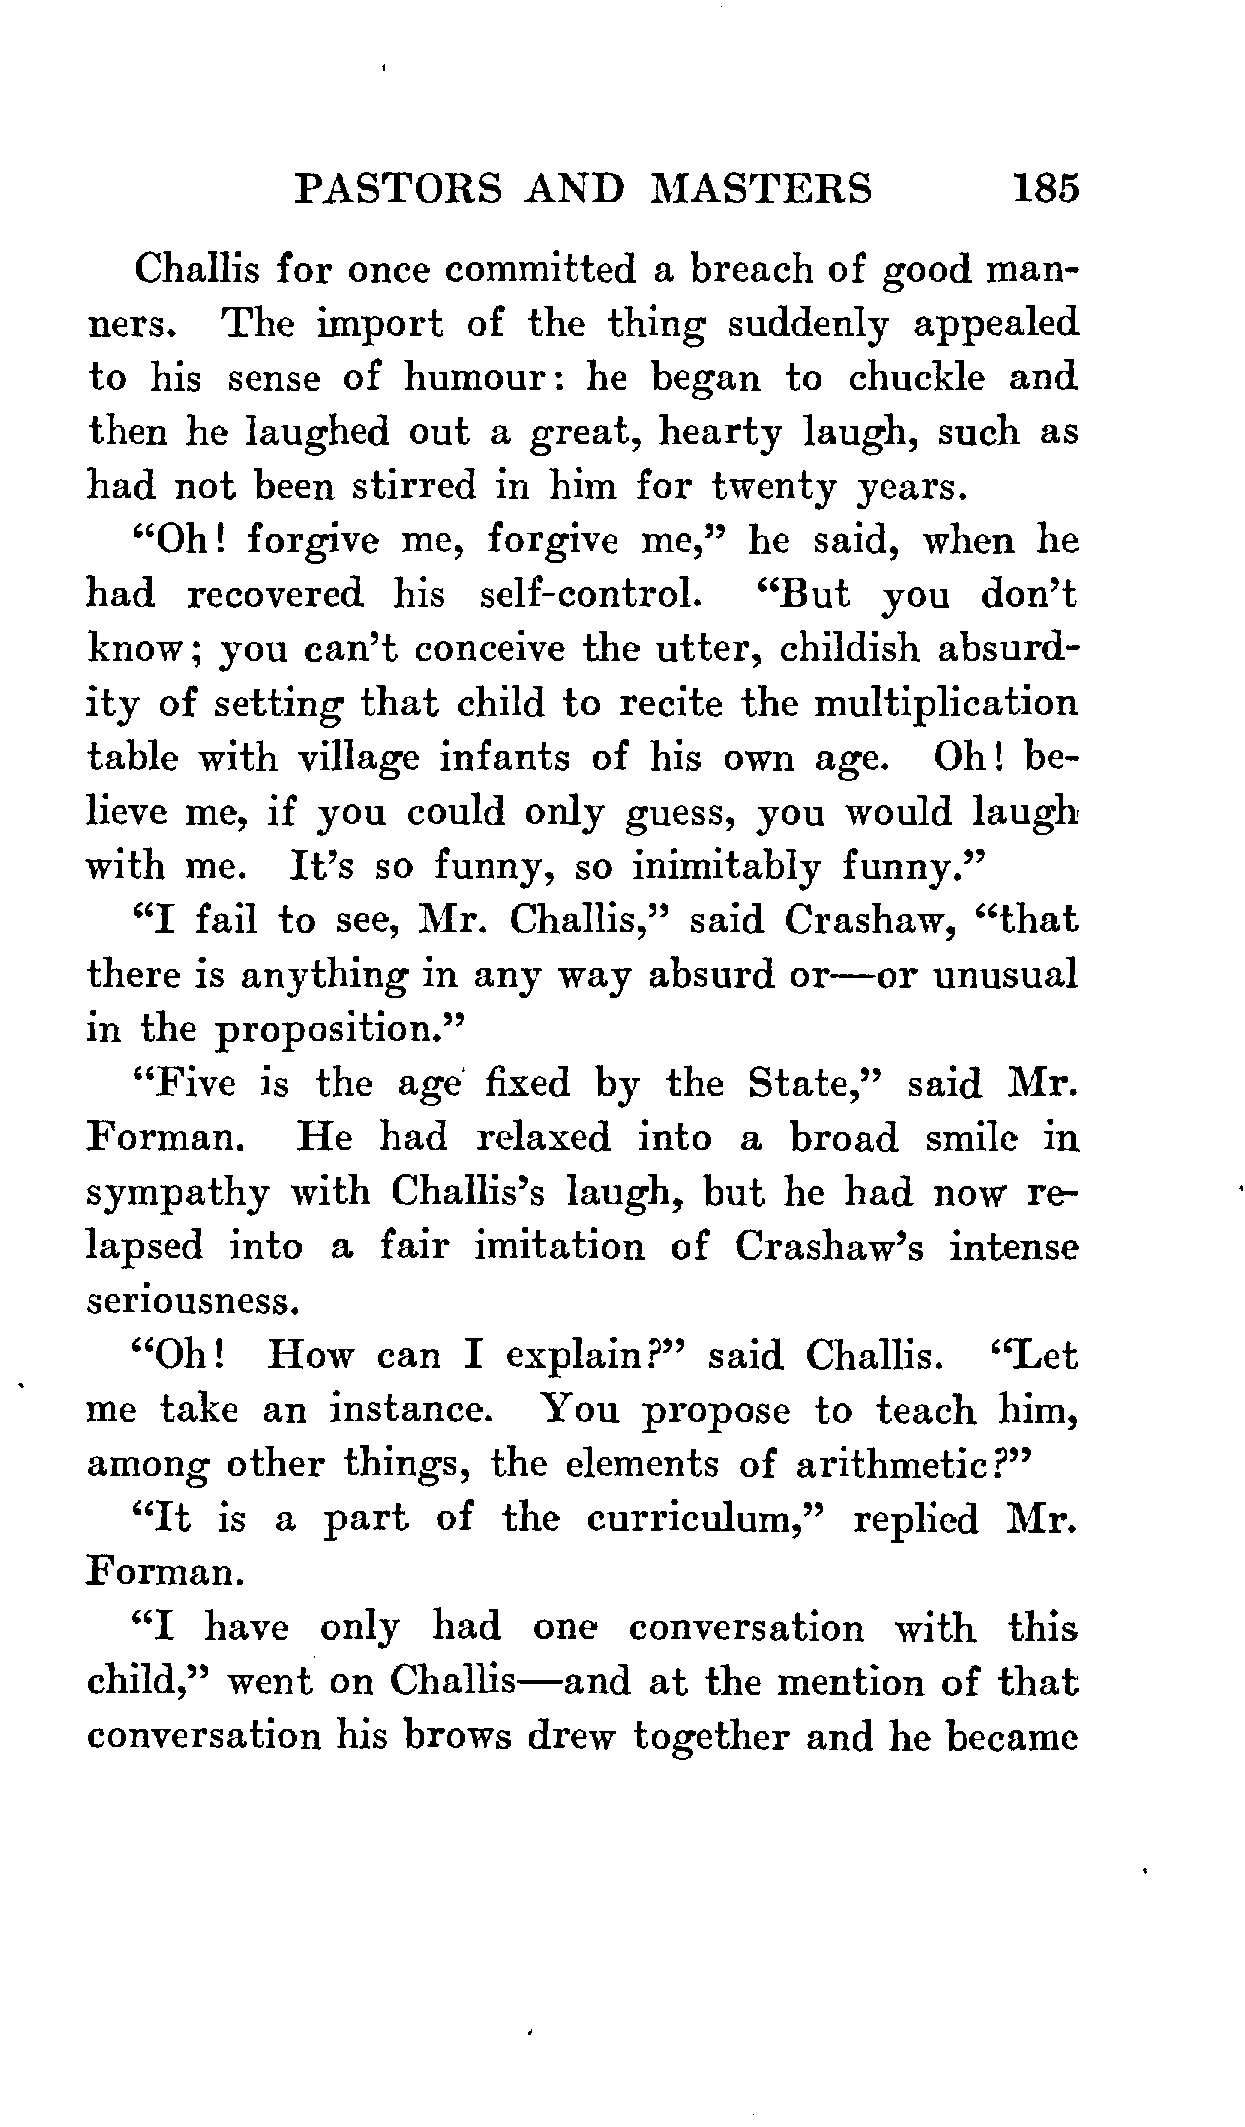 PASTORS AND MASTERS 185
Challis for once committed a breach of good man-
ners. The import of the thing suddenly appealed
to his sense of humour: he began to chuckle and
then he laughed out a great, hearty laugh, such as
had not been stirred in him for twenty years.
"Oh! forgive me, forgive me," he said, when he
had recovered his self-control. "But you don't
know; you can't conceive the utter, childish absurd-
ity of setting that child to recite the multiplication
table with village infants of his own age. Oh! be-
lieve me, if you could only guess, you would laugh
with me. It's so funny, so inimitably funny."
"I fail to see, Mr. Challis," said Crashaw, "that
there is anything in any way absurd or—or unusual
in the proposition."
"Five is the age fixed by the State," said Mr.
Forman. He had relaxed into a broad smile in
sympathy with Challis's laugh, but he had now re-
lapsed into a fair imitation of Crashaw's intense
seriousness.
"Oh! How can I explain?" said Challis. "Let
me take an instance. You propose to teach him,
among other things, the elements of arithmetic?"
"It is a part of the curriculum," replied Mr.
Forman.
"I have only had one conversation with this
child," went on Challis—and at the mention of that
conversation his brows drew together and he became